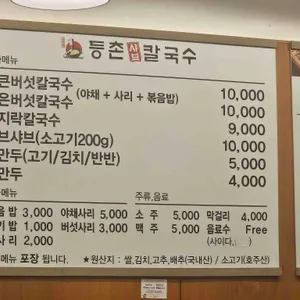 등촌 샤브 칼국수
메뉴
큰버섯칼국수 10,000
은버섯칼국수 (야채 + 사리 + 볶음밥) 10,000
지락칼국수 9,000
브샤브(소고기200g) 10,000
만두(고기/김치/반반) 5,000
만두 4,000
메뉴 주류,음료
음 밥 3,000 야채사리 5,000 소 주 5,000 막걸리 4,000
기 밥 1,000 버섯사리 3,000 맥 주 5,000 음료수 Free
사 리 2,000 (사이다,
메뉴 포장 됩니다. ★원산지 : 쌀,김치,고추,배추(국내산) / 소고기(호주산)